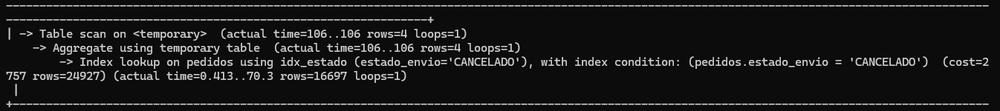 -----------------------------------------------------------------------------------------------------------------------------------------------------
---------------------------------------------------------------+
| -> Table scan on <temporary>  (actual time=106..106 rows=4 loops=1)
    -> Aggregate using temporary table  (actual time=106..106 rows=4 loops=1)
        -> Index lookup on pedidos using idx_estado (estado_envio='CANCELADO'), with index condition: (pedidos.estado_envio = 'CANCELADO')  (cost=2
757 rows=24927) (actual time=0.413..70.3 rows=16697 loops=1)
 |
+----------------------------------------------------------------------------------------------------------------------------------------------------